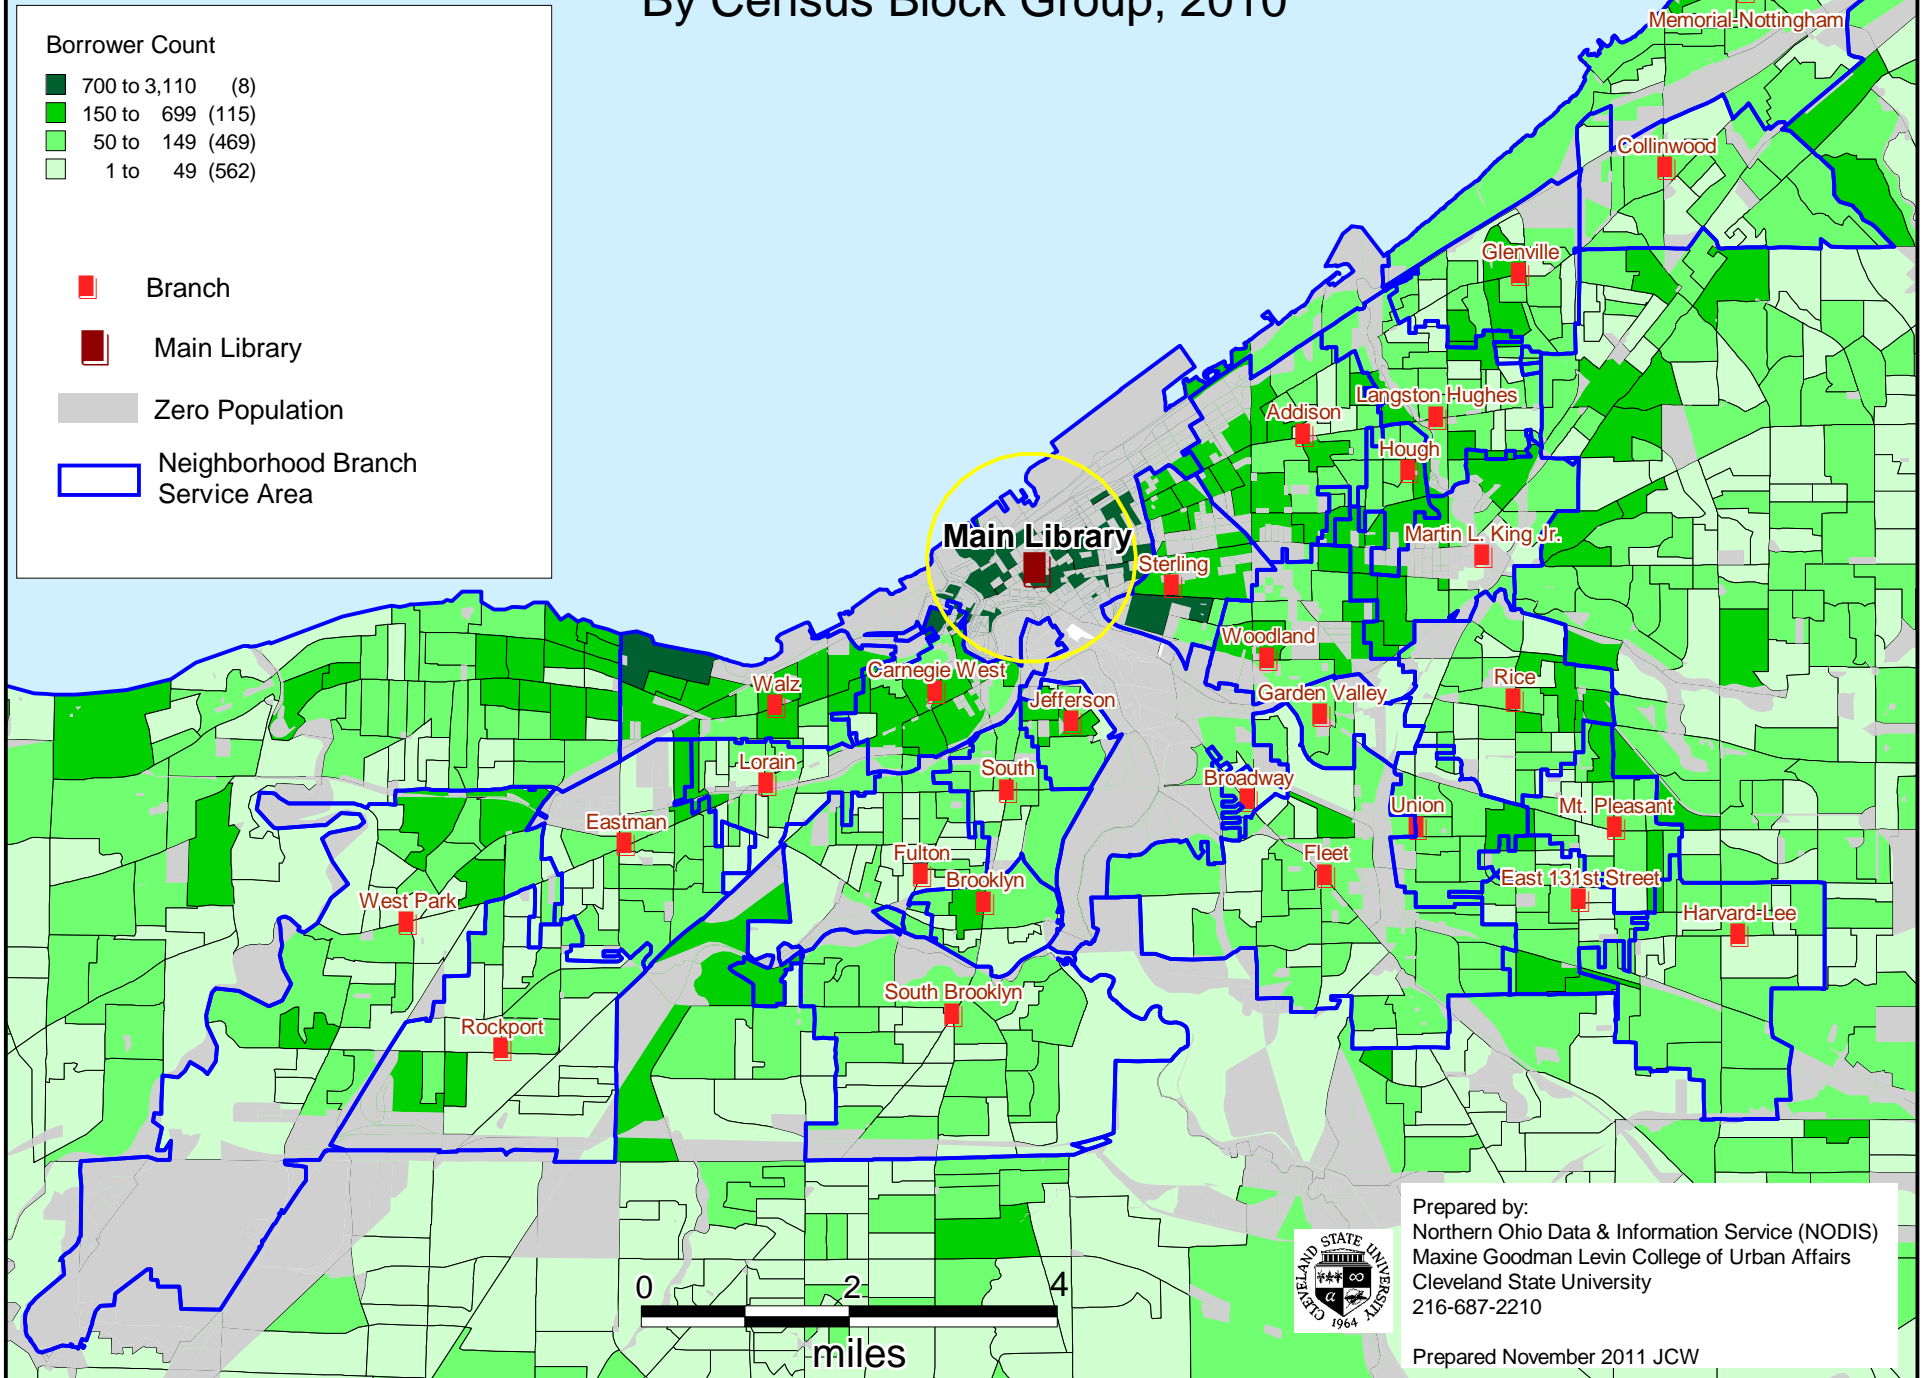 By Census Block Group, 2010
Borrower Count
700 to 3,110 (8)
150 to 699 (115)
50 to 149 (469)
1 to 49 (562)
Branch
Main Library
Zero Population
Neighborhood Branch
Service Area
Memorial-Nottingham
Collinwood
Glenville
Langston-Hughes
Addison
Hough
Main Library
Martin L. King Jr.
Sterling
Woodland
Carnegie West
Walz
Rice
Garden Valley
Jefferson
Lorain
South
Broadway
Union
Mt. Pleasant
Eastman
Fulton
Fleet
Brooklyn
East 131st Street
West Park
Harvard-Lee
South Brooklyn
Rockport
0 2 4
miles
CLEVELAND STATE UNIVERSITY
1964
Prepared by:
Northern Ohio Data & Information Service (NODIS)
Maxine Goodman Levin College of Urban Affairs
Cleveland State University
216-687-2210
Prepared November 2011 JCW